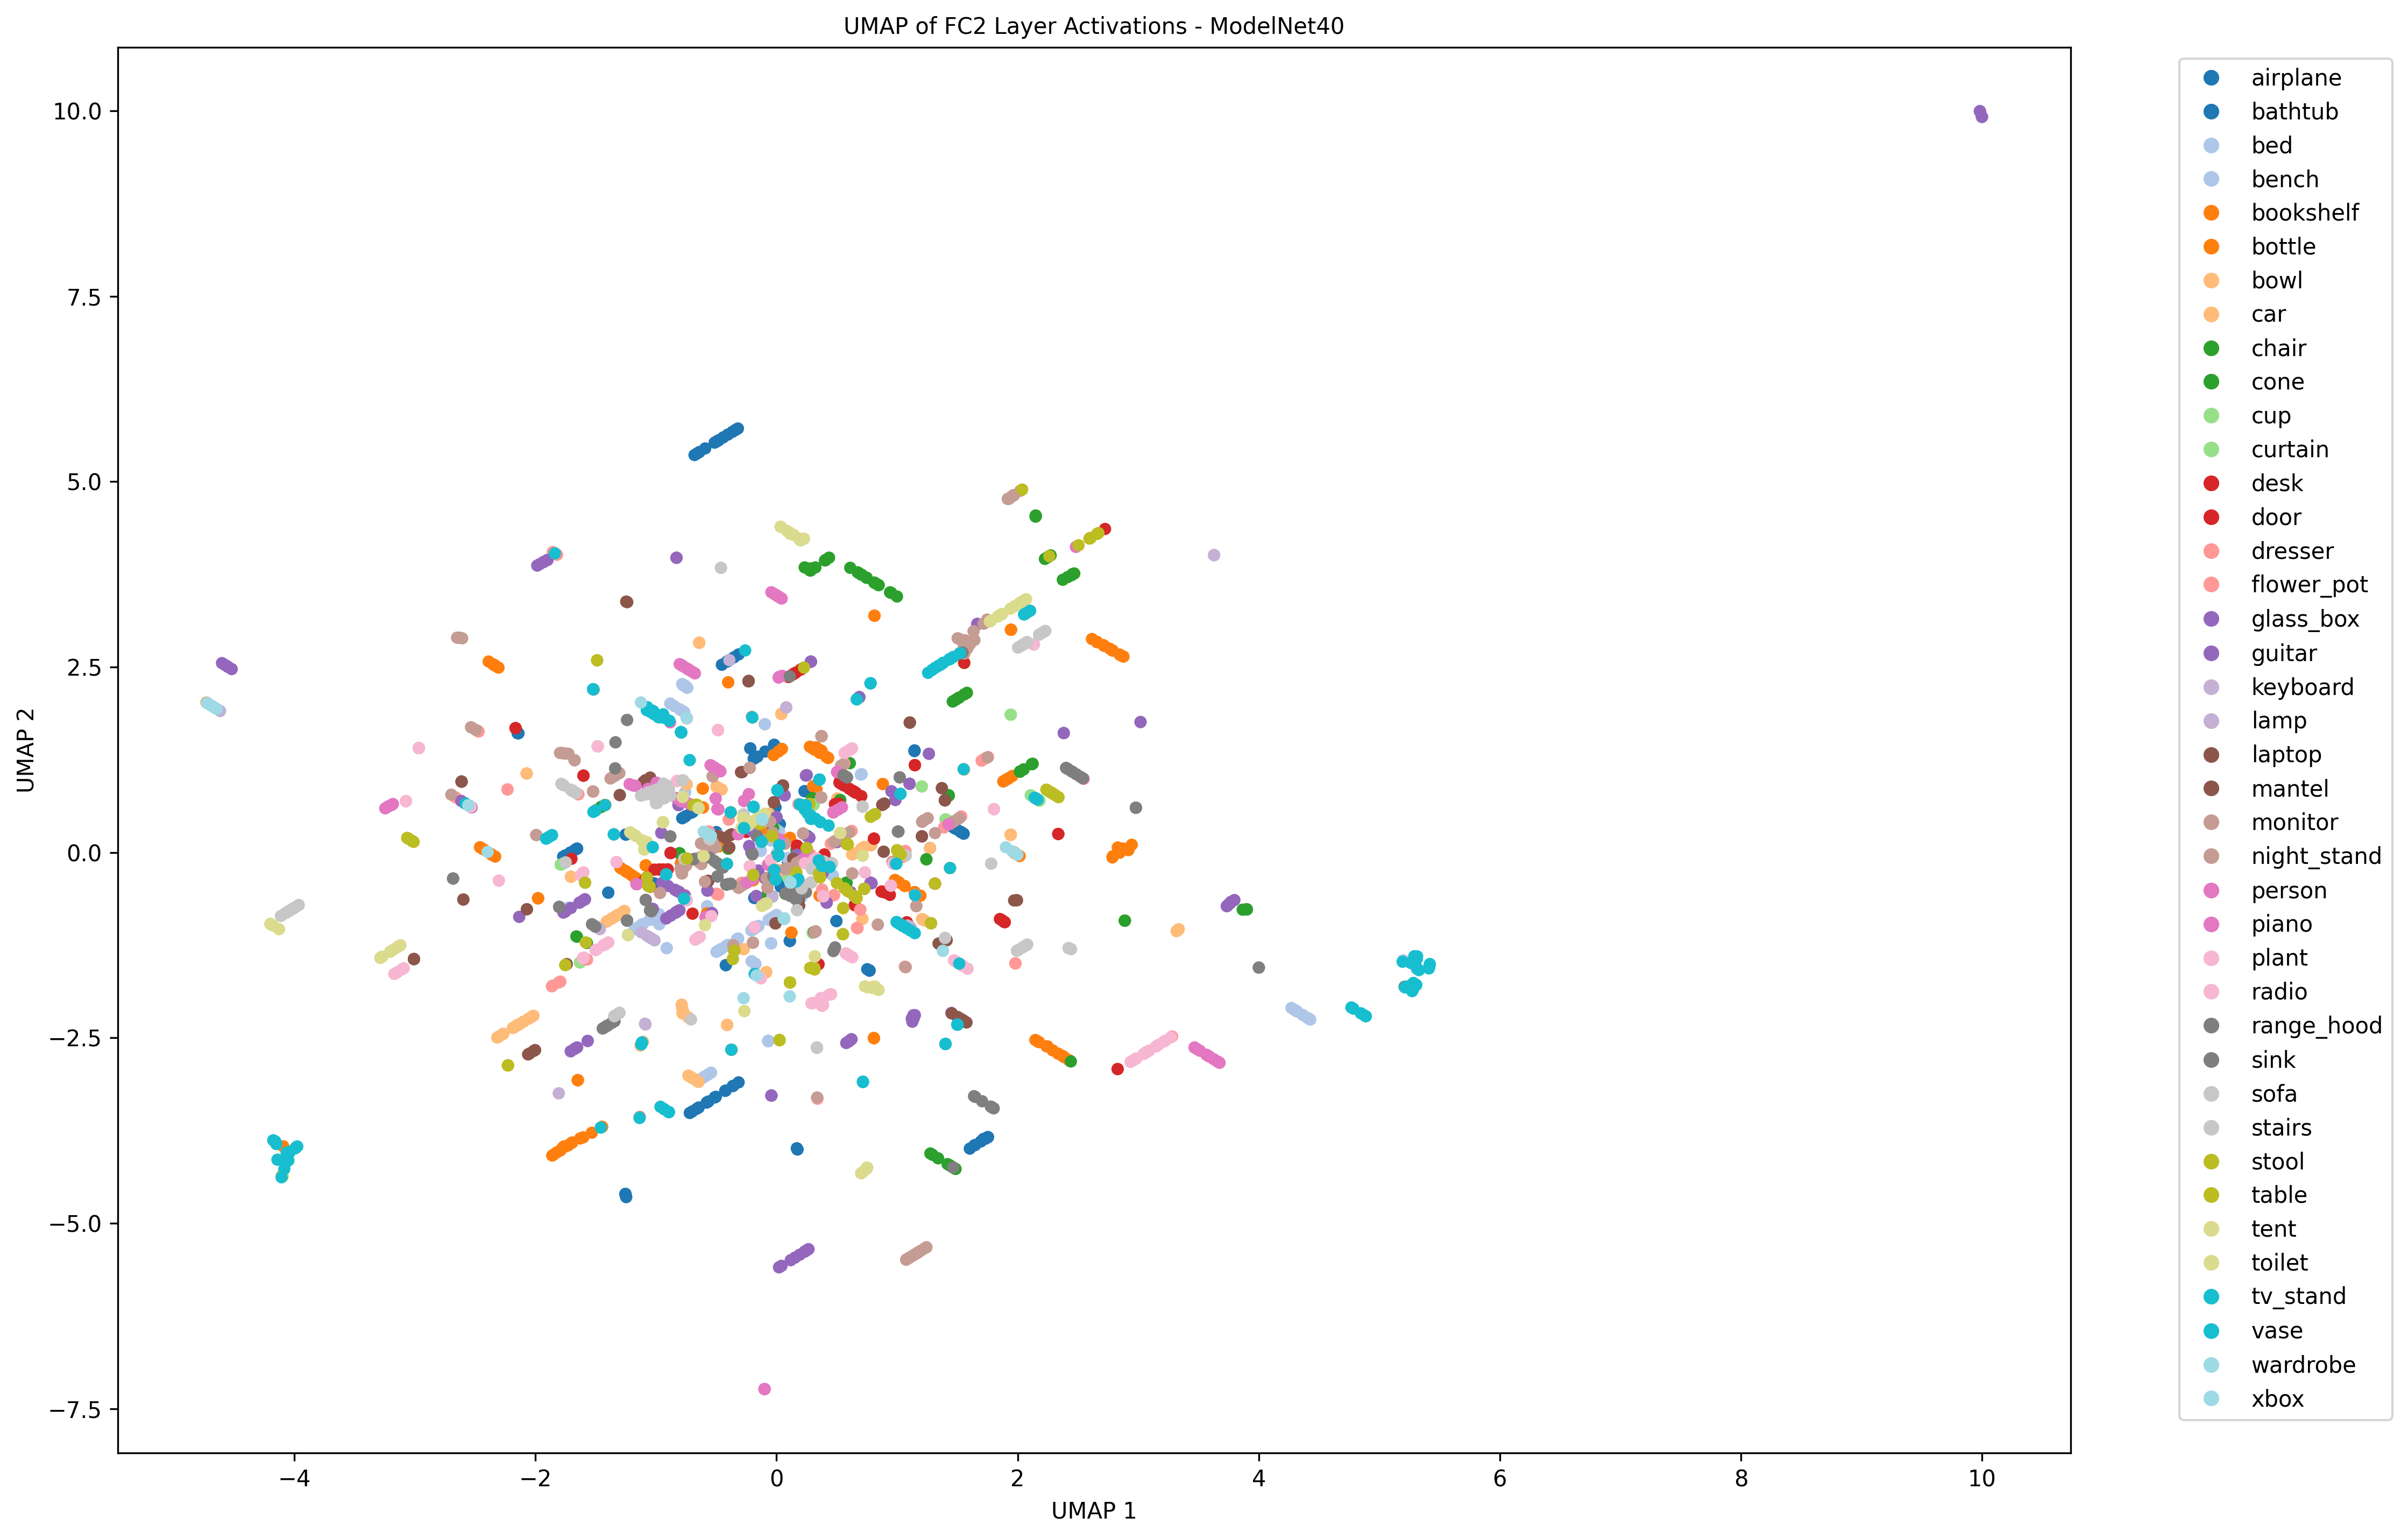 UMAP of FC2 Layer Activations - ModelNet40
UMAP 2
10.0
7.5
5.0
2.5
0.0
−2.5
−5.0
−7.5
−4
−2
0
2
4
6
8
10
UMAP 1
airplane
bathtub
bed
bench
bookshelf
bottle
bowl
car
chair
cone
cup
curtain
desk
door
dresser
flower_pot
glass_box
guitar
keyboard
lamp
laptop
mantel
monitor
night_stand
person
piano
plant
radio
range_hood
sink
sofa
stairs
stool
table
tent
toilet
tv_stand
vase
wardrobe
xbox